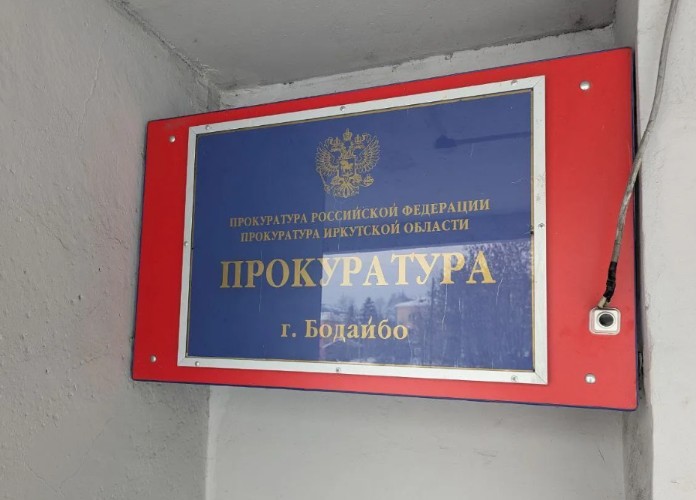 ПРОКУРАТУРА РОССИЙСКОЙ ФЕДЕРАЦИИ
ПРОКУРАТУРА ИРКУТСКОЙ ОБЛАСТИ
ПРОКУРАТУРА
г. Бодайбо